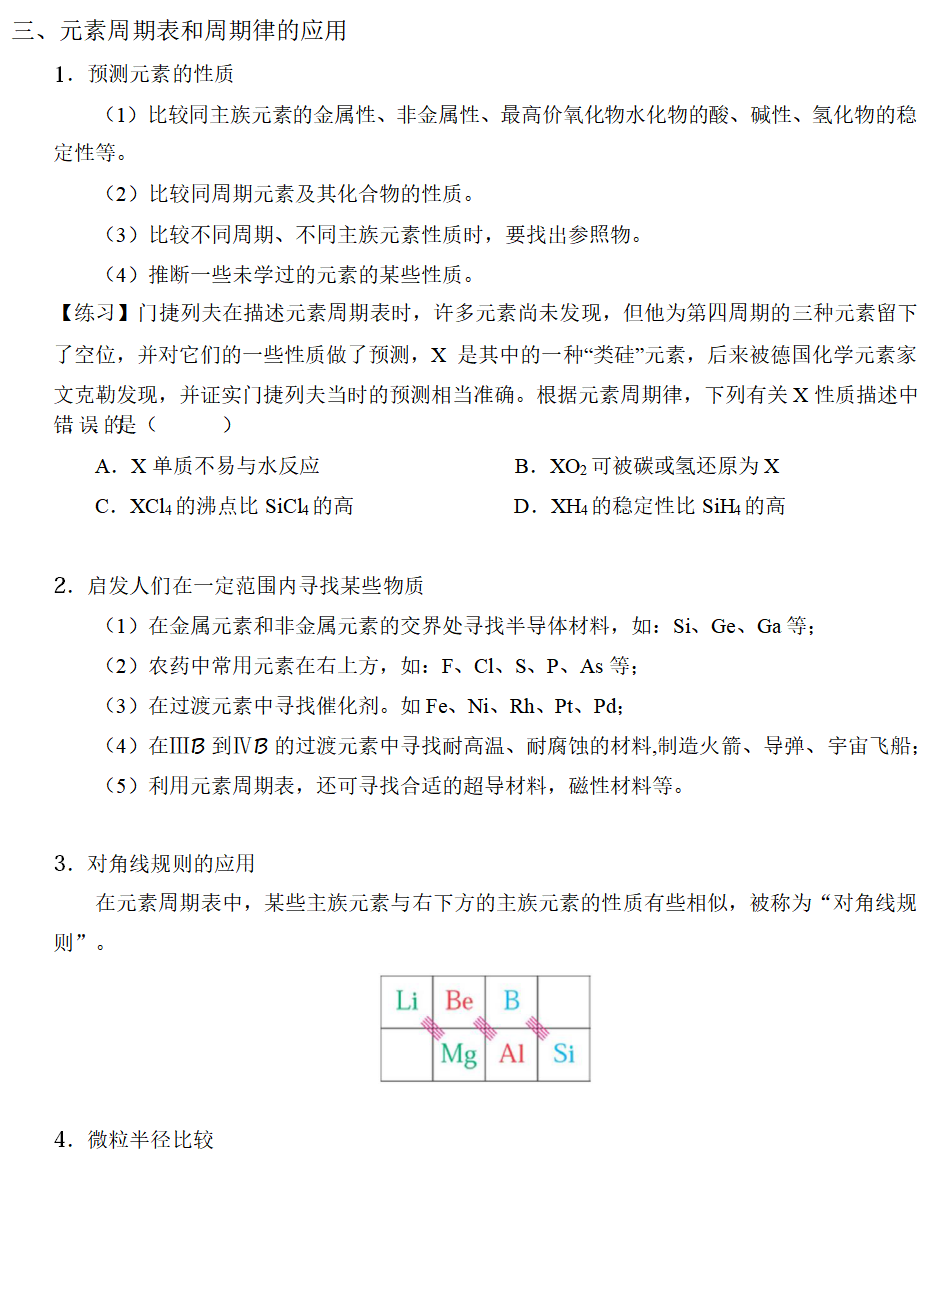 三、元素周期表和周期律的应用
1．预测元素的性质
（1）比较同主族元素的金属性、非金属性、最高价氧化物水化物的酸、碱性、氢化物的稳
定性等。
（2）比较同周期元素及其化合物的性质。
（3）比较不同周期、不同主族元素性质时，要找出参照物。
（4）推断一些未学过的元素的某些性质。
【练习】门捷列夫在描述元素周期表时，许多元素尚未发现，但他为第四周期的三种元素留下
了空位，并对它们的一些性质做了预测，X 是其中的一种“类硅”元素，后来被德国化学元素家
文克勒发现，并证实门捷列夫当时的预测相当准确。根据元素周期律，下列有关 X 性质描述中
错误的是（ ）
A．X 单质不易与水反应 B．XO2 可被碳或氢还原为 X
C．XCl4 的沸点比 SiCl4 的高 D．XH4 的稳定性比 SiH4 的高
2．启发人们在一定范围内寻找某些物质
（1）在金属元素和非金属元素的交界处寻找半导体材料，如：Si、Ge、Ga 等；
（2）农药中常用元素在右上方，如：F、Cl、S、P、As 等；
（3）在过渡元素中寻找催化剂。如 Fe、Ni、Rh、Pt、Pd；
（4）在ⅢB 到ⅣB 的过渡元素中寻找耐高温、耐腐蚀的材料,制造火箭、导弹、宇宙飞船；
（5）利用元素周期表，还可寻找合适的超导材料，磁性材料等。
3．对角线规则的应用
在元素周期表中，某些主族元素与右下方的主族元素的性质有些相似，被称为“对角线规
则”。
Li Be B
Mg Al Si
4．微粒半径比较